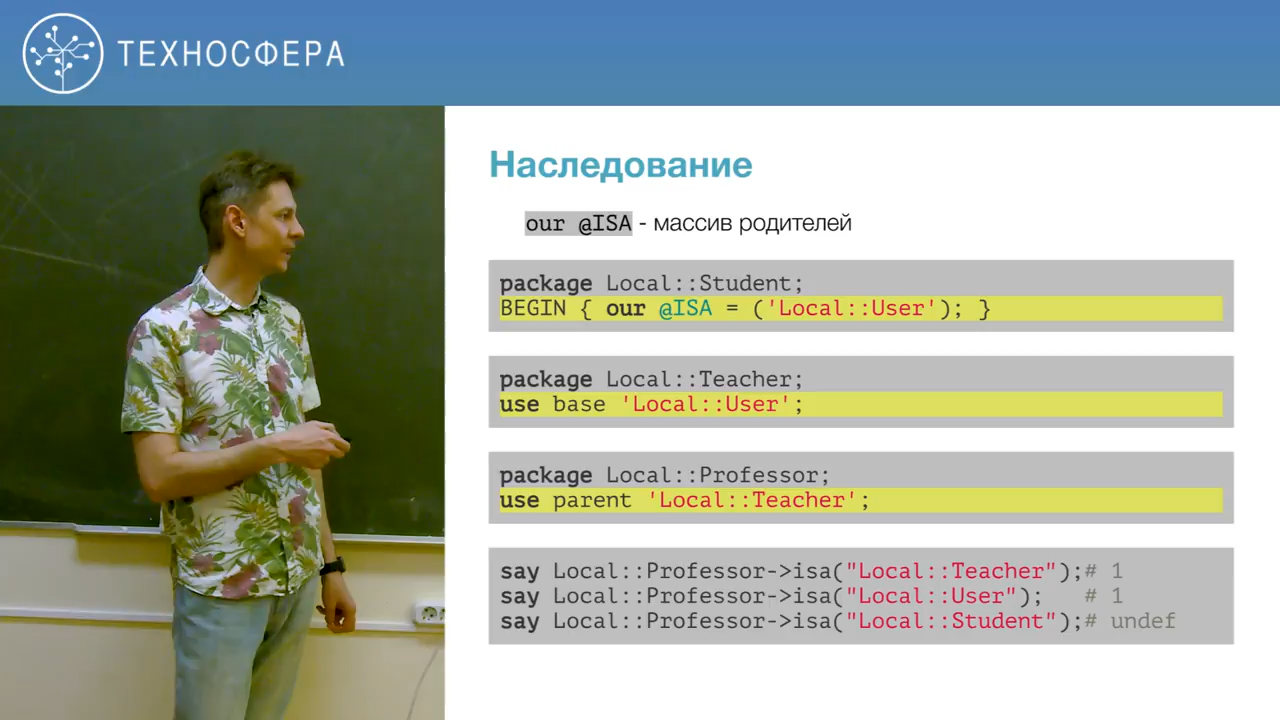 ТЕХНОСФЕРА
Наследование
our @ISA - массив родителей
package Local::Student;
BEGIN { our @ISA = ('Local::User'); }
package Local::Teacher;
use base 'Local::User';
package Local::Professor;
use parent 'Local::Teacher';
say Local::Professor->isa("Local::Teacher");# 1
say Local::Professor->isa("Local::User");   # 1
say Local::Professor->isa("Local::Student");# undef